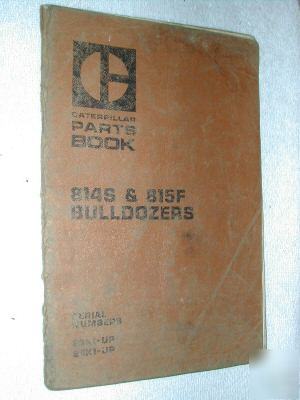 CATERPILLAR
PARTS
BOOK
814S & 815F
BULLDOZERS
SERIAL
NUMBERS